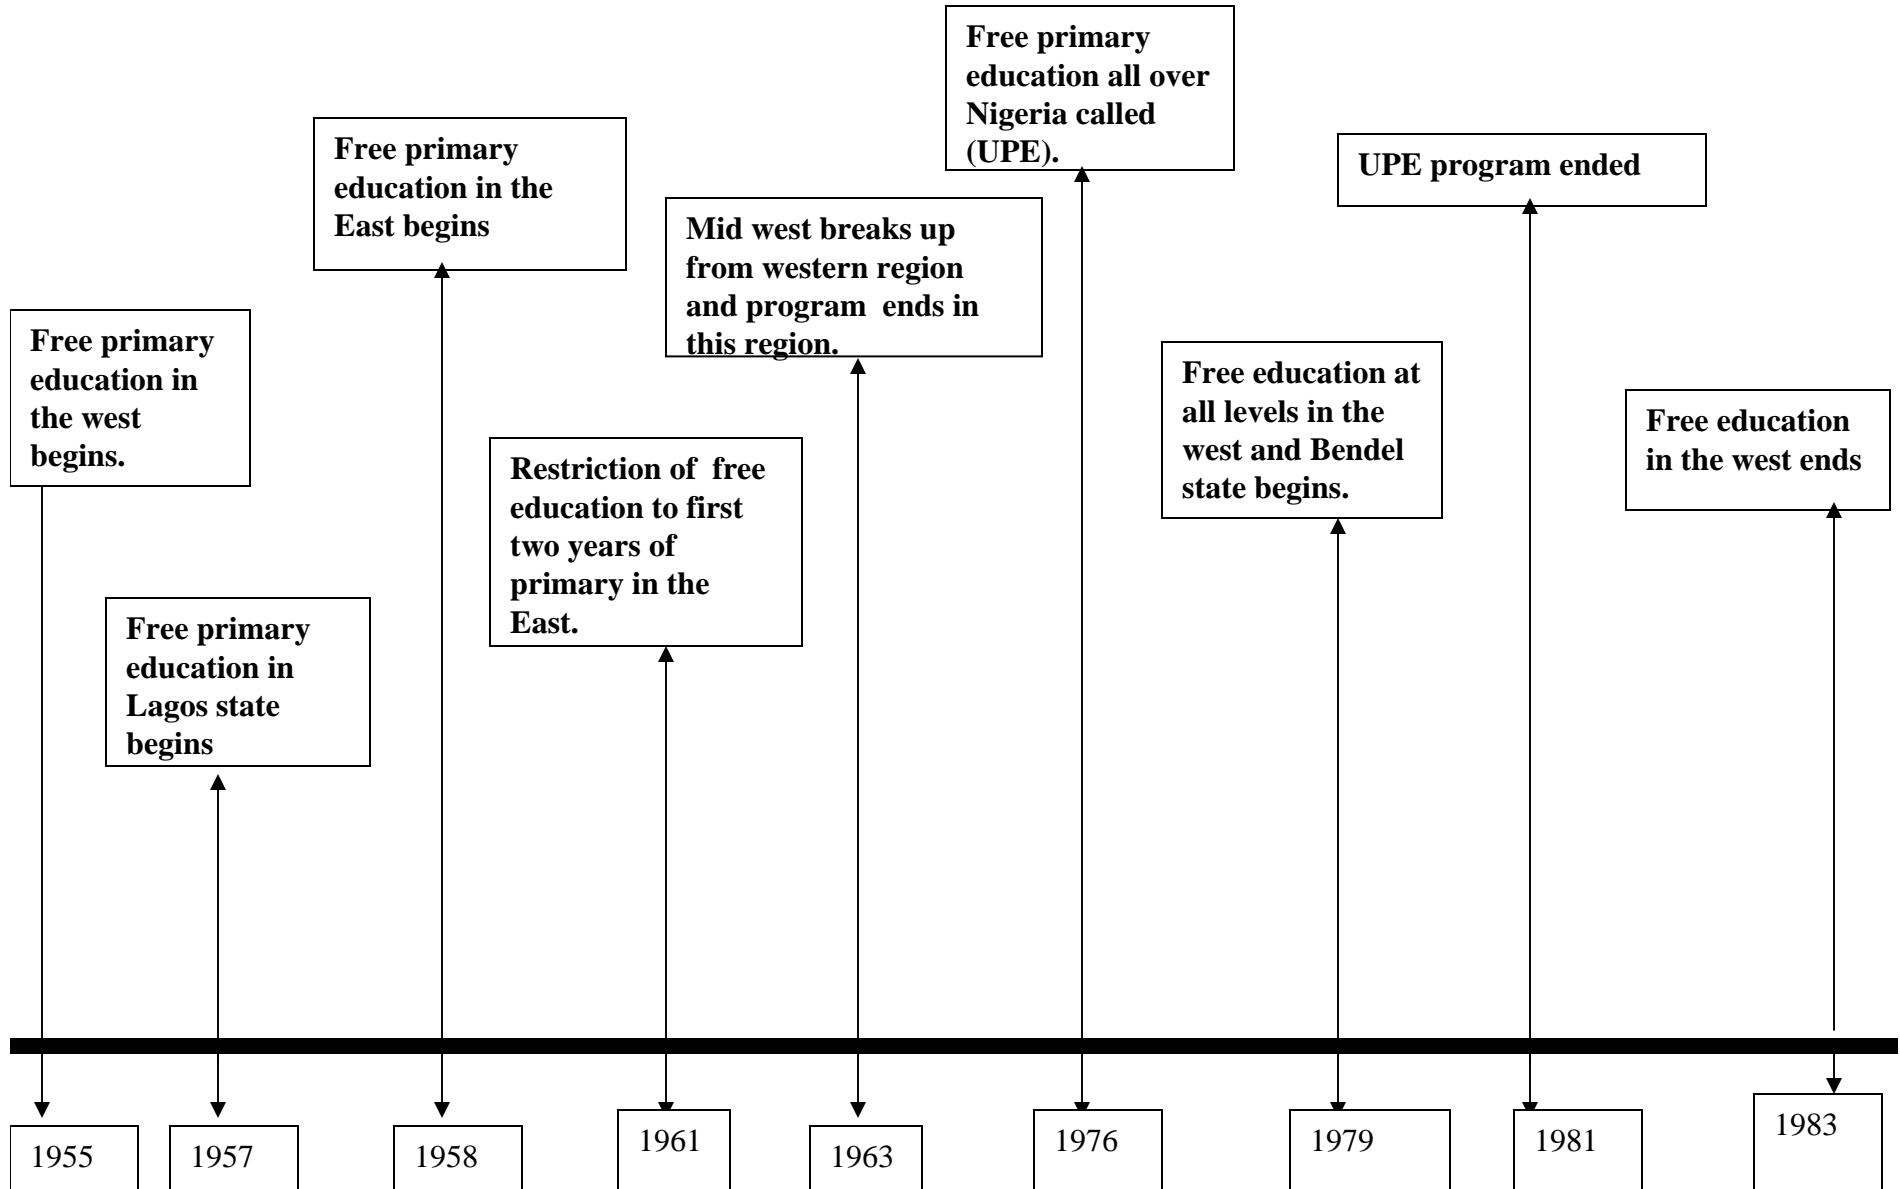 Free primary
education in
the west
begins.
Free primary
education in
Lagos state
begins
Free primary
education in the
East begins
Restriction of free
education to first
two years of
primary in the
East.
Mid west breaks up
from western region
and program ends in
this region.
Free primary
education all over
Nigeria called
(UPE).
Free education at
all levels in the
west and Bendel
state begins.
UPE program ended
Free education
in the west ends
1955
1957
1958
1961
1963
1976
1979
1981
1983